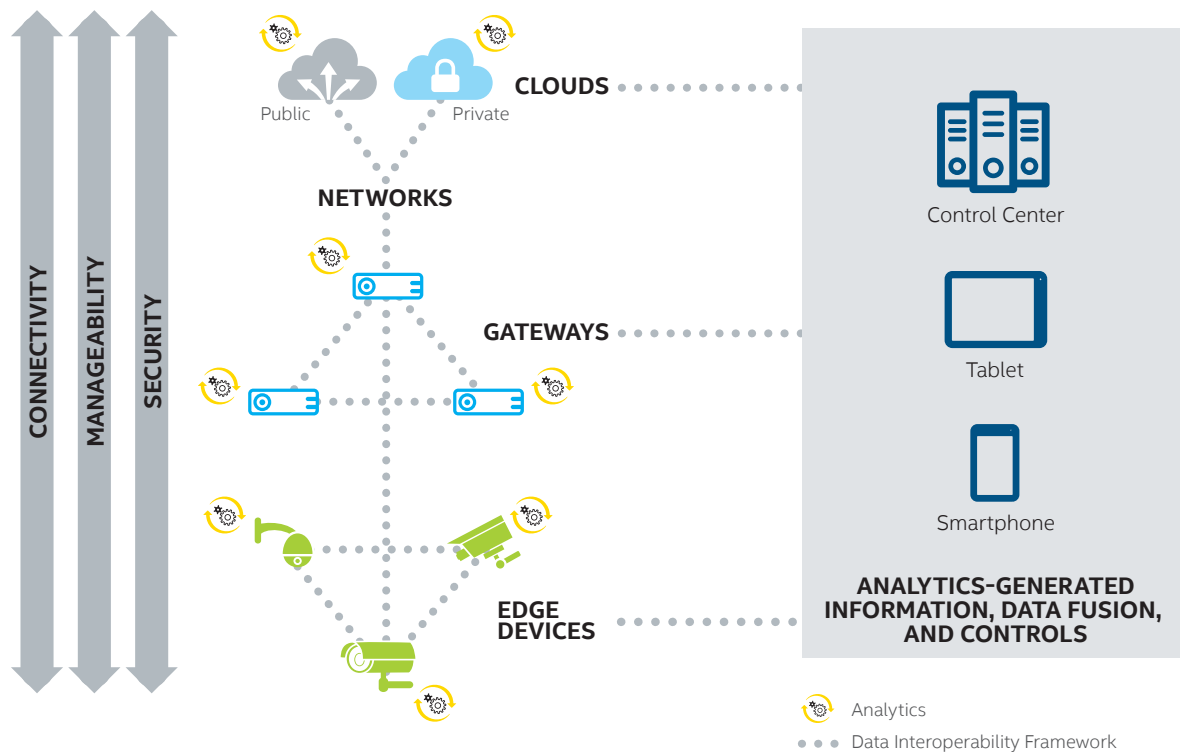 CONNECTIVITY
MANAGEABILITY
SECURITY
Public
Private
CLOUDS
NETWORKS
GATEWAYS
EDGE
DEVICES
Control Center
Tablet
Smartphone
ANALYTICS-GENERATED
INFORMATION, DATA FUSION,
AND CONTROLS
Analytics
Data Interoperability Framework